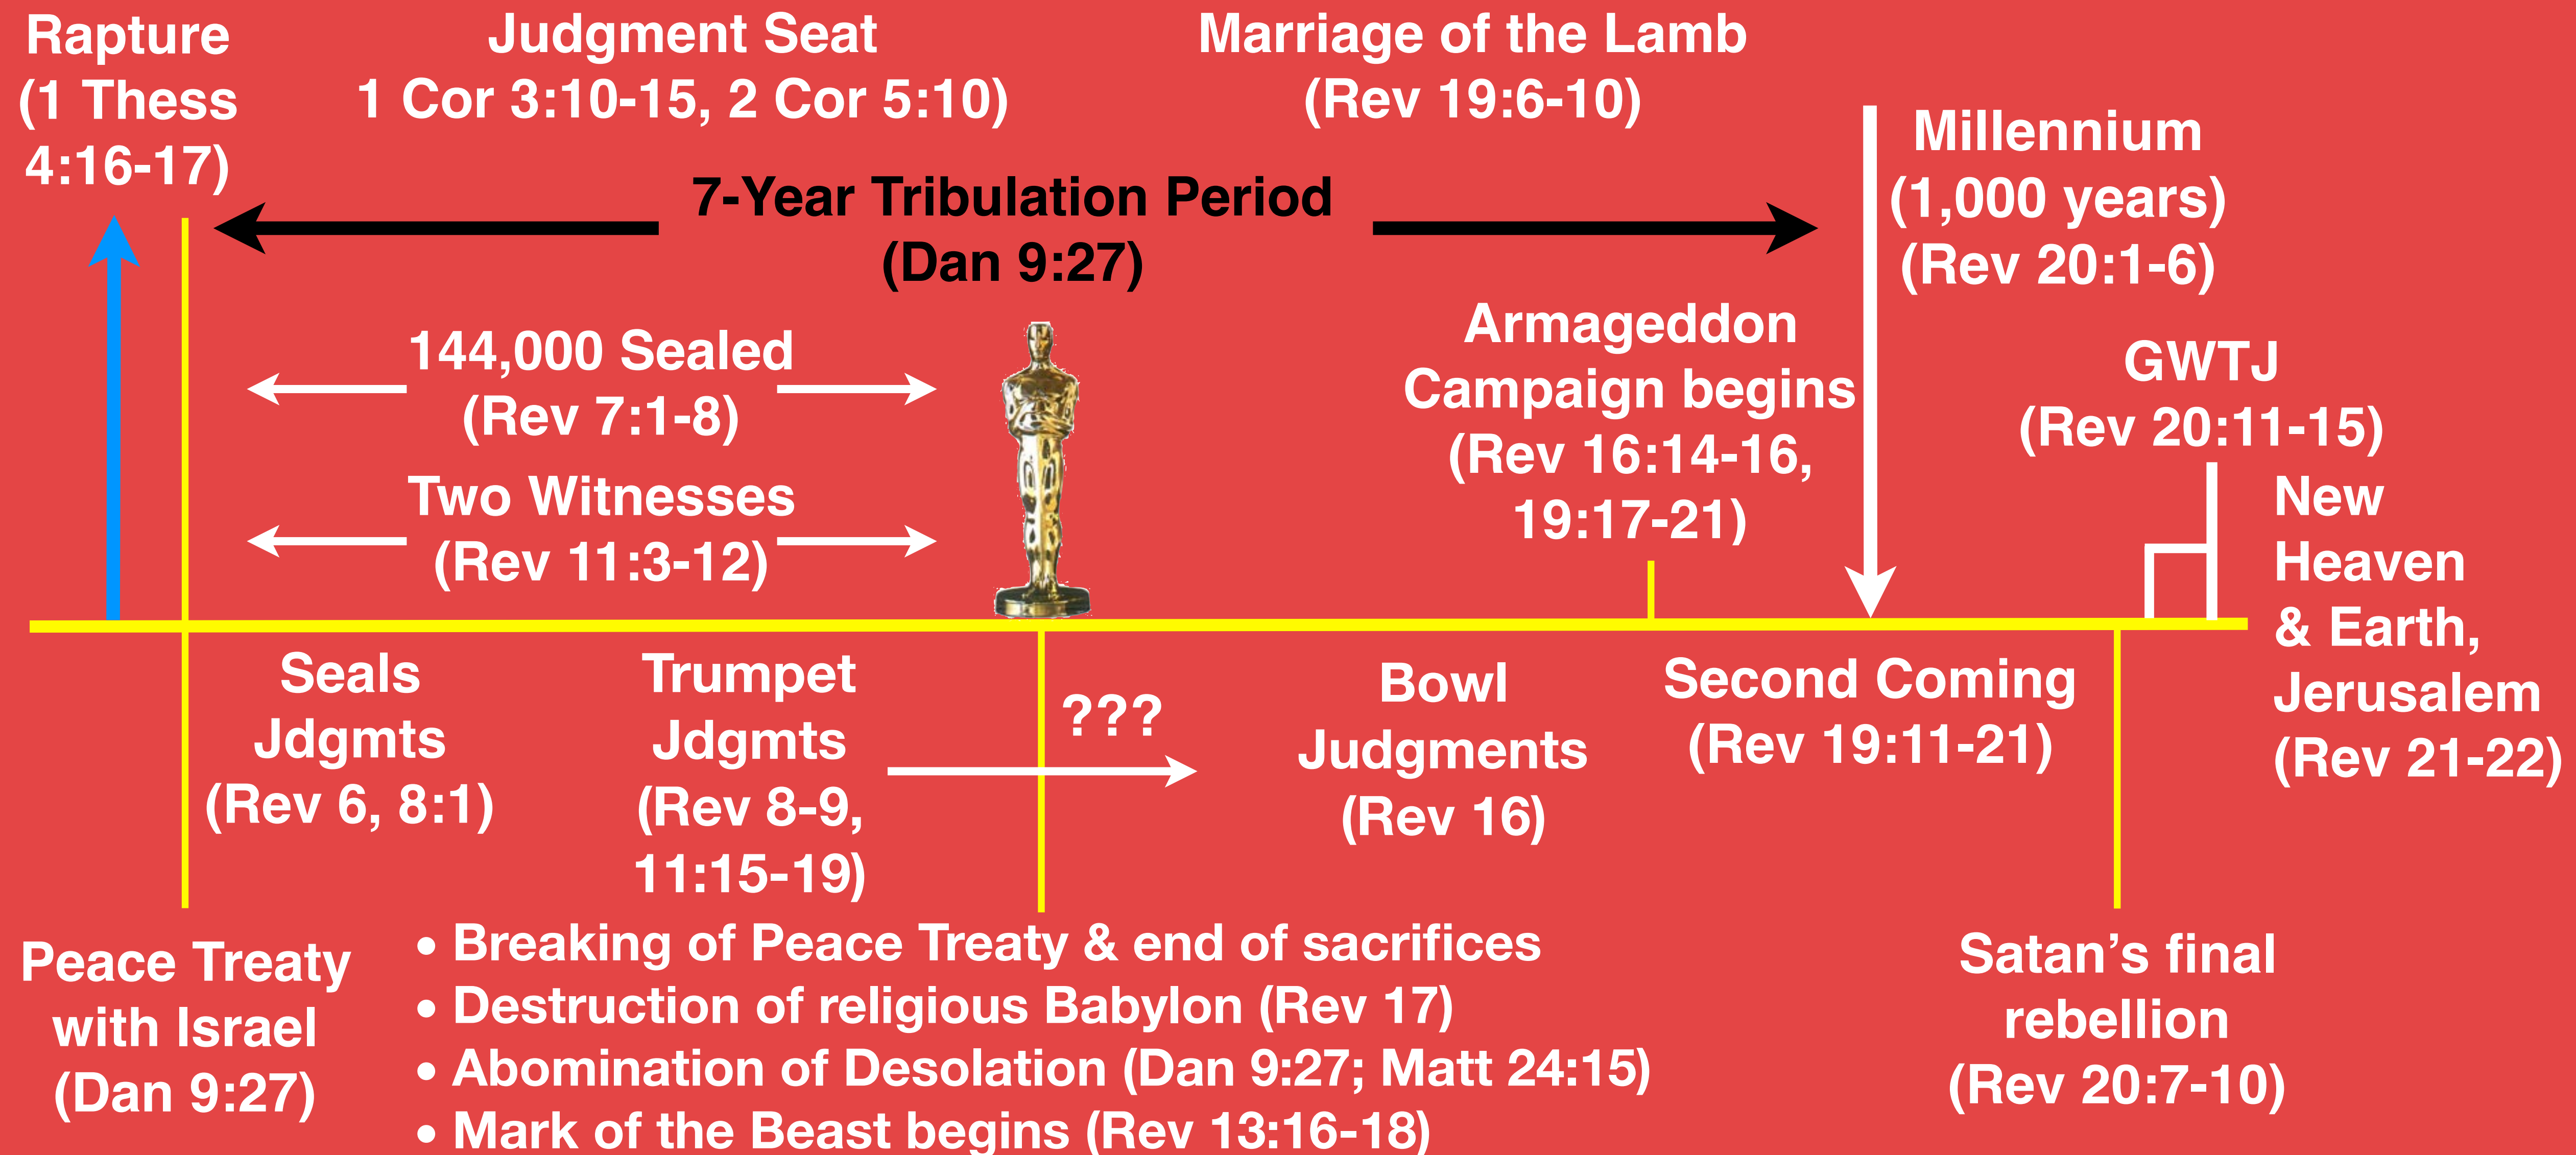 Rapture
(1 Thess
4:16-17)
Judgment Seat
1 Cor 3:10-15, 2 Cor 5:10)
Marriage of the Lamb
(Rev 19:6-10)
7-Year Tribulation Period
(Dan 9:27)
Millennium
(1,000 years)
(Rev 20:1-6)
144,000 Sealed
(Rev 7:1-8)
Two Witnesses
(Rev 11:3-12)
Armageddon
Campaign begins
(Rev 16:14-16,
19:17-21)
GWTJ
(Rev 20:11-15)
New
Heaven
& Earth,
Jerusalem
(Rev 21-22)
Seals
Jdgmts
(Rev 6, 8:1)
Trumpet
Jdgmts
(Rev 8-9,
11:15-19)
???
Bowl
Judgments
(Rev 16)
Second Coming
(Rev 19:11-21)
Peace Treaty
with Israel
(Dan 9:27)
• Breaking of Peace Treaty & end of sacrifices
• Destruction of religious Babylon (Rev 17)
• Abomination of Desolation (Dan 9:27; Matt 24:15)
• Mark of the Beast begins (Rev 13:16-18)
Satan’s final
rebellion
(Rev 20:7-10)